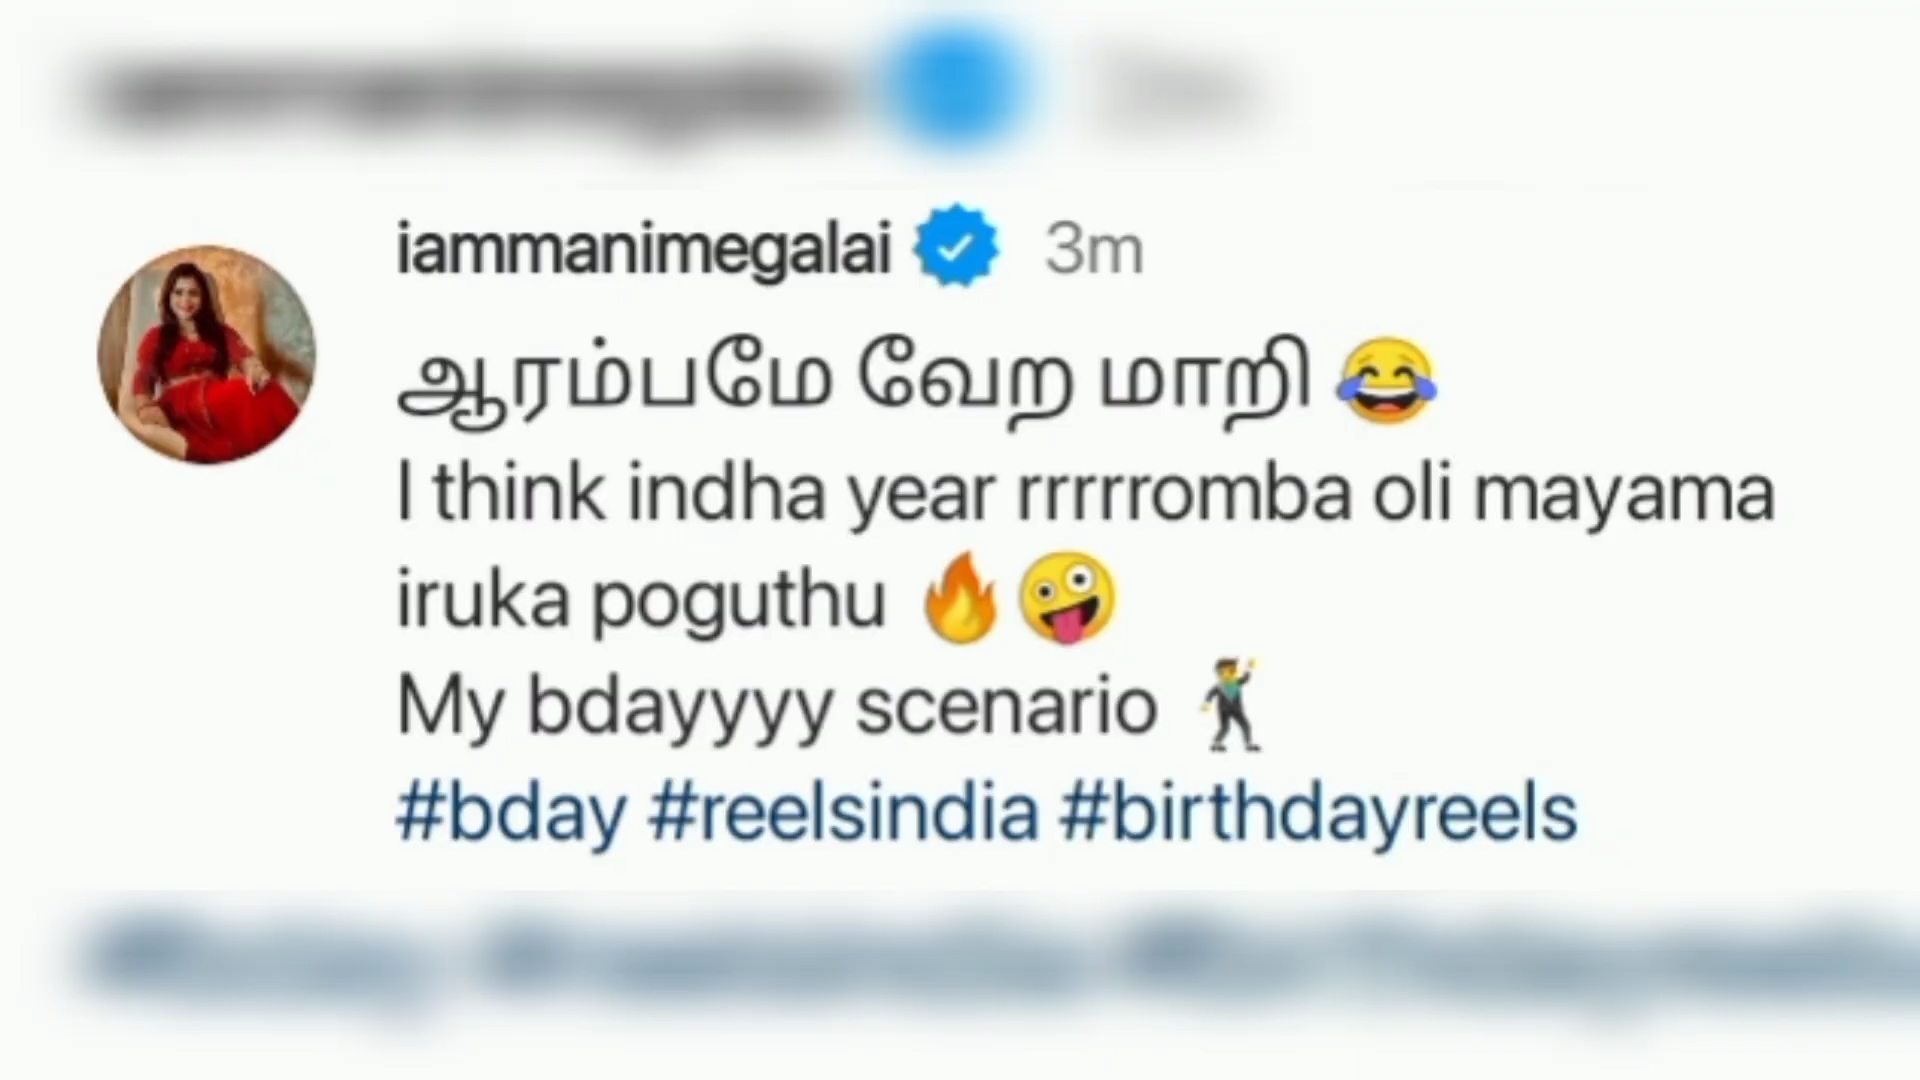 iammanimegalai 3m
ஆரம்பமே வேற மாறி 😂
I think indha year rrrrromba oli mayama
iruka poguthu 🔥🤪
My bdayyyy scenario 🕺
#bday #reelsindia #birthdayreels